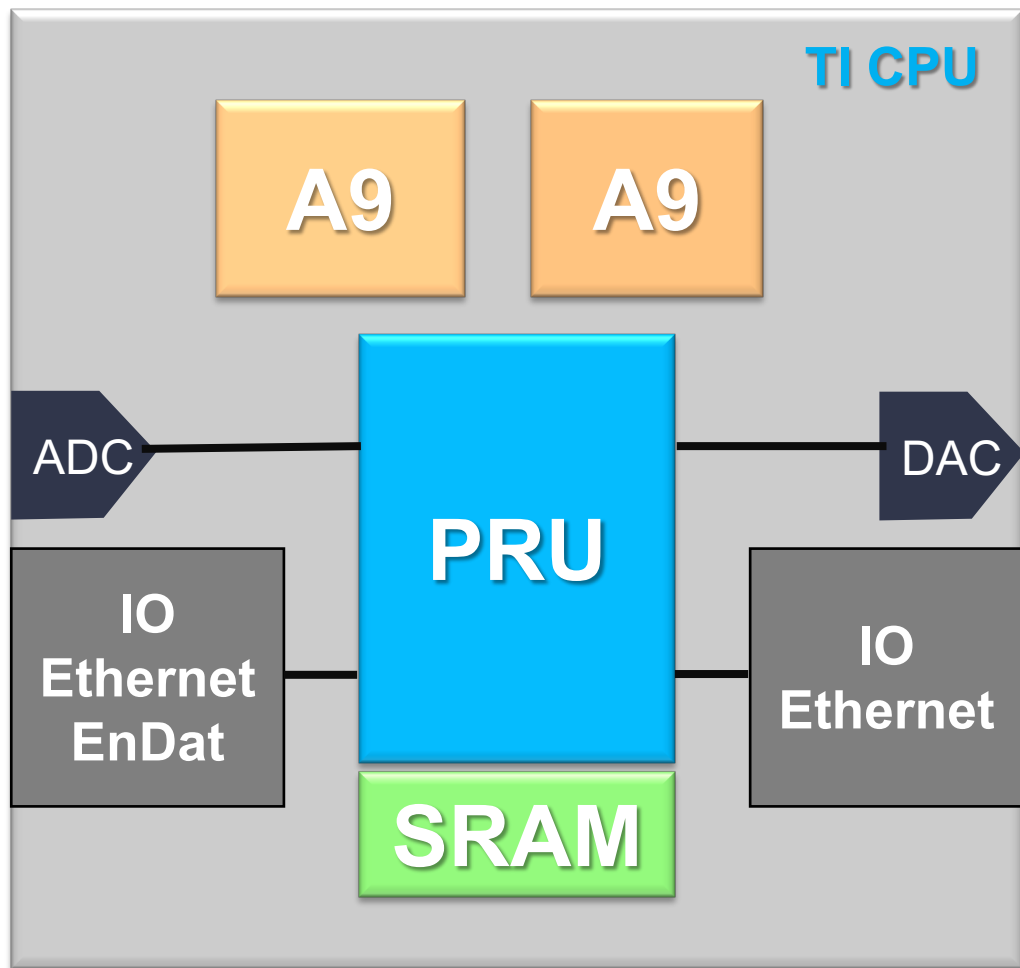 TI CPU
A9
A9
ADC
DAC
PRU
IO
Ethernet
EnDat
IO
Ethernet
SRAM